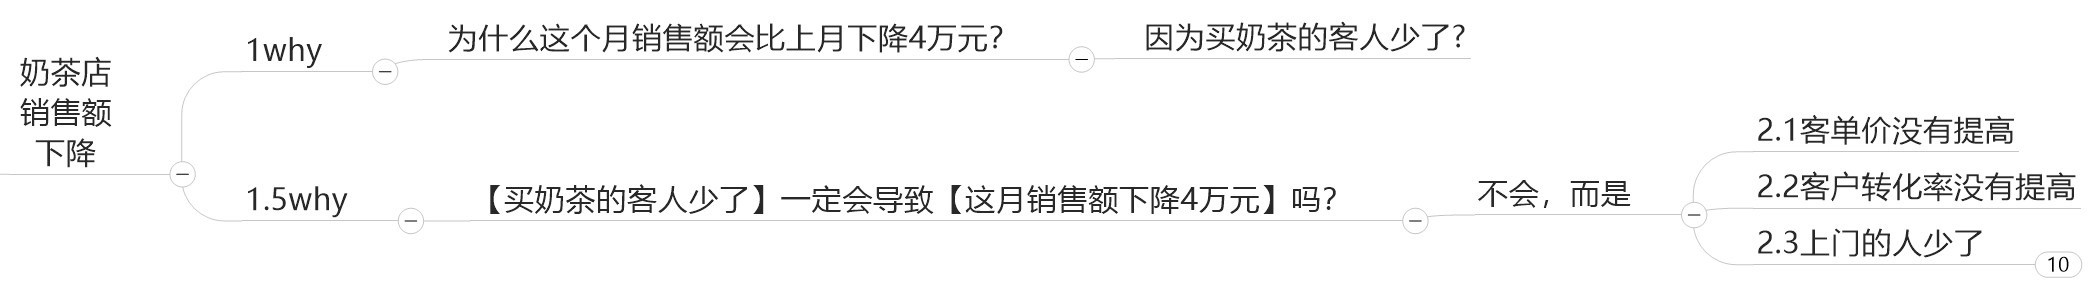 奶茶店
销售额
下降
1why
为什么这个月销售额会比上月下降4万元？
因为买奶茶的客人少了？
1.5why
【买奶茶的客人少了】一定会导致【这月销售额下降4万元】吗？
不会，而是
2.1客单价没有提高
2.2客户转化率没有提高
2.3上门的人少了
10